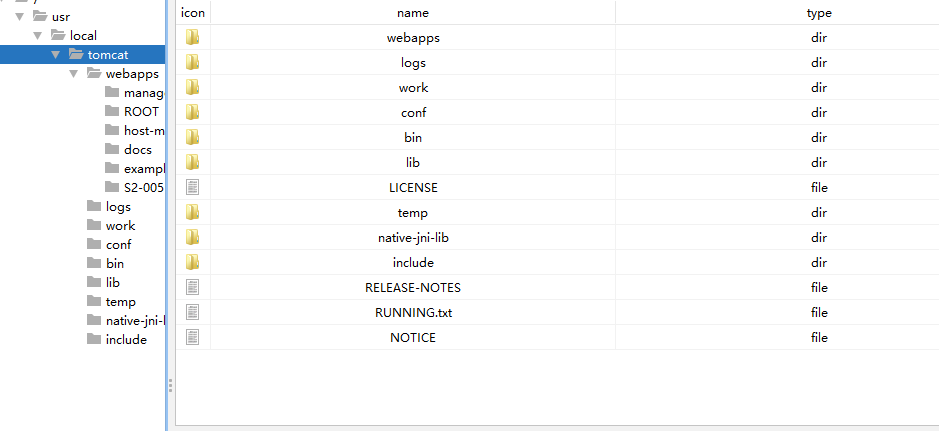 usr
local
tomcat
webapps
manag
ROOT
host-m
docs
exampl
S2-005
logs
work
conf
bin
lib
temp
native-jni-l
include
icon name type
webapps dir
logs dir
work dir
conf dir
bin dir
lib dir
LICENSE file
temp dir
native-jni-lib dir
include dir
RELEASE-NOTES file
RUNNING.txt file
NOTICE file